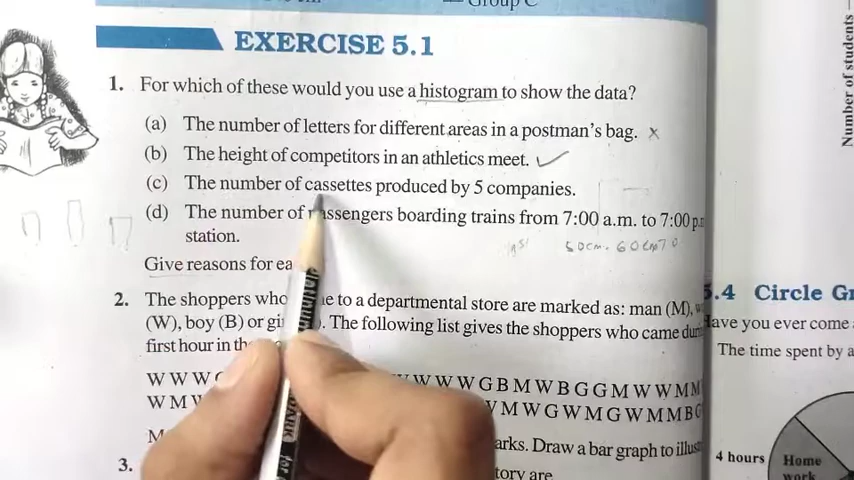 Group C
EXERCISE 5.1
1. For which of these would you use a histogram to show the data?
(a) The number of letters for different areas in a postman's bag. x
(b) The height of competitors in an athletics meet. ✓
(c) The number of cassettes produced by 5 companies.
(d) The number of passengers boarding trains from 7:00 a.m. to 7:00 p.
station.
50cm. 60cm 70
Give reasons for ea
2. The shoppers who to a departmental store are marked as: man (M),
(W), boy (B) or gi . The following list gives the shoppers who came du
first hour in th
W W W G W W W G B M W B G G M W W M M
W M M W G W M G W M M B G
M arks. Draw a bar graph to illust
3. tory are
Number of students
5.4 Circle Gr
Have you ever come
The time spent by a
4 hours
Home
work